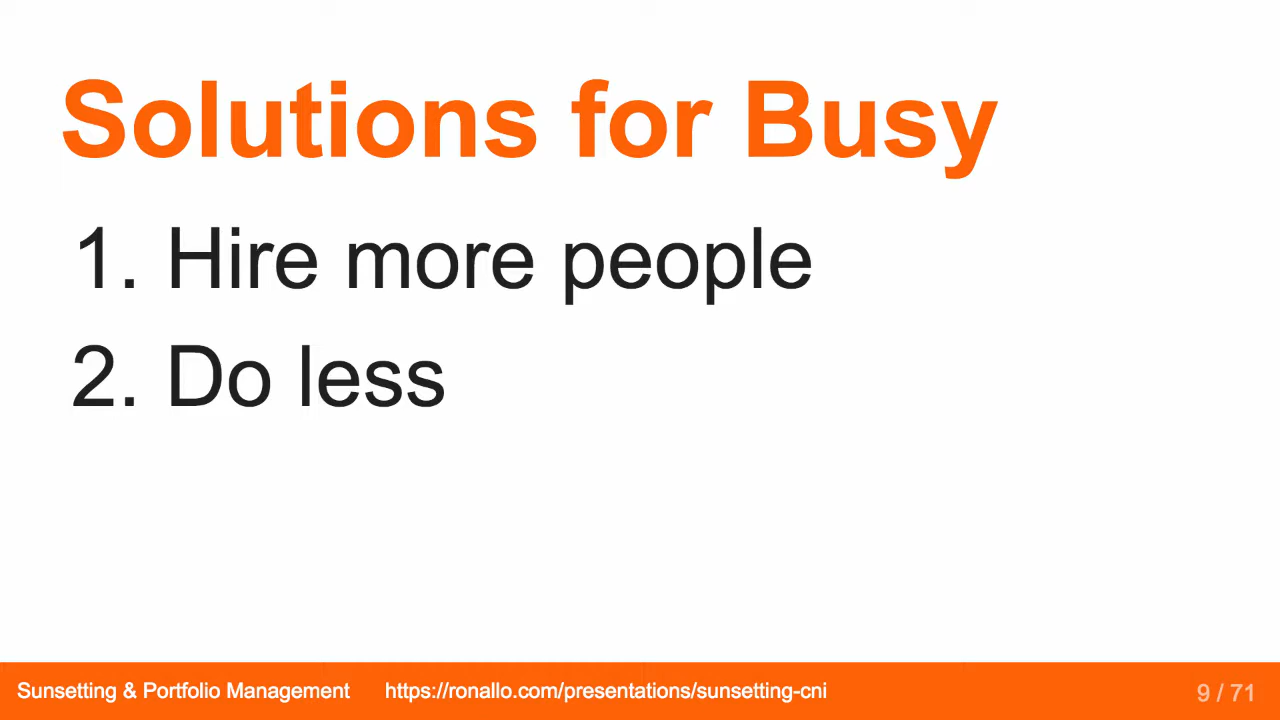 Solutions for Busy
1. Hire more people
2. Do less
Sunsetting & Portfolio Management https://ronallo.com/presentations/sunsetting-cni 9 / 71